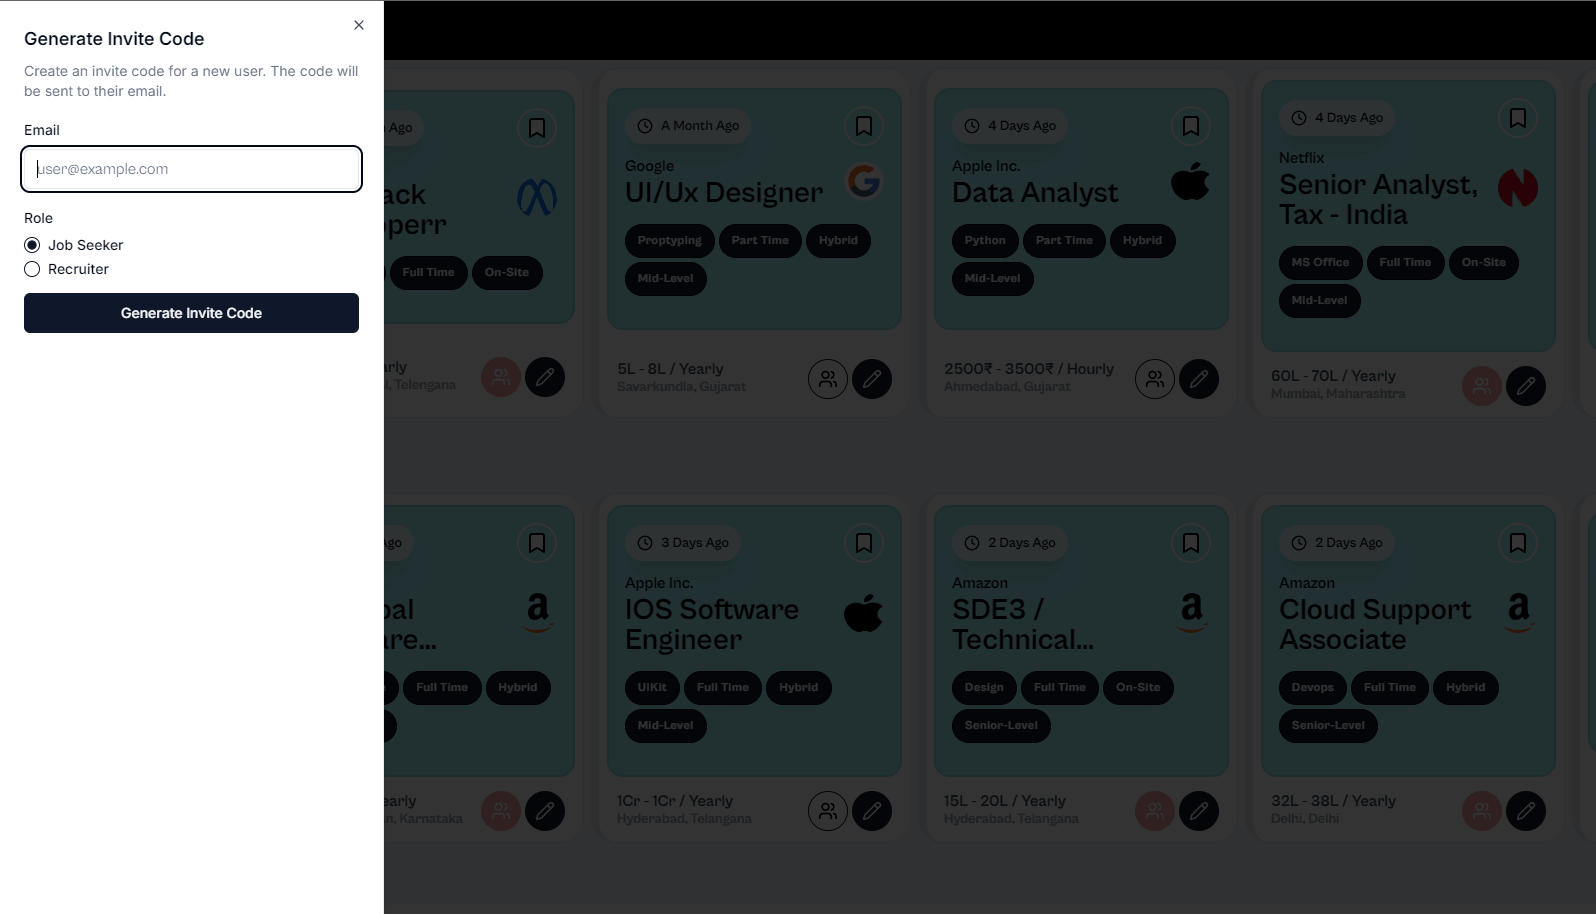 Generate Invite Code
Create an invite code for a new user. The code will
be sent to their email.
Email
user@example.com
Role
Job Seeker
Recruiter
Generate Invite Code
Ago
ack
perr
Full Time On-Site
arly
, Telengana
A Month Ago
Google
UI/Ux Designer
Proptyping Part Time Hybrid
Mid-Level
5L - 8L / Yearly
Savarkundla, Gujarat
4 Days Ago
Apple Inc.
Data Analyst
Python Part Time Hybrid
Mid-Level
2500₹ - 3500₹ / Hourly
Ahmedabad, Gujarat
4 Days Ago
Netflix
Senior Analyst,
Tax - India
MS Office Full Time On-Site
Mid-Level
60L - 70L / Yearly
Mumbai, Maharashtra
Ago
bal
are...
Full Time Hybrid
early
n, Karnataka
3 Days Ago
Apple Inc.
IOS Software
Engineer
UIKit Full Time Hybrid
Mid-Level
1Cr - 1Cr / Yearly
Hyderabad, Telangana
2 Days Ago
Amazon
SDE3 /
Technical...
Design Full Time On-Site
Senior-Level
15L - 20L / Yearly
Hyderabad, Telangana
2 Days Ago
Amazon
Cloud Support
Associate
Devops Full Time Hybrid
Senior-Level
32L - 38L / Yearly
Delhi, Delhi